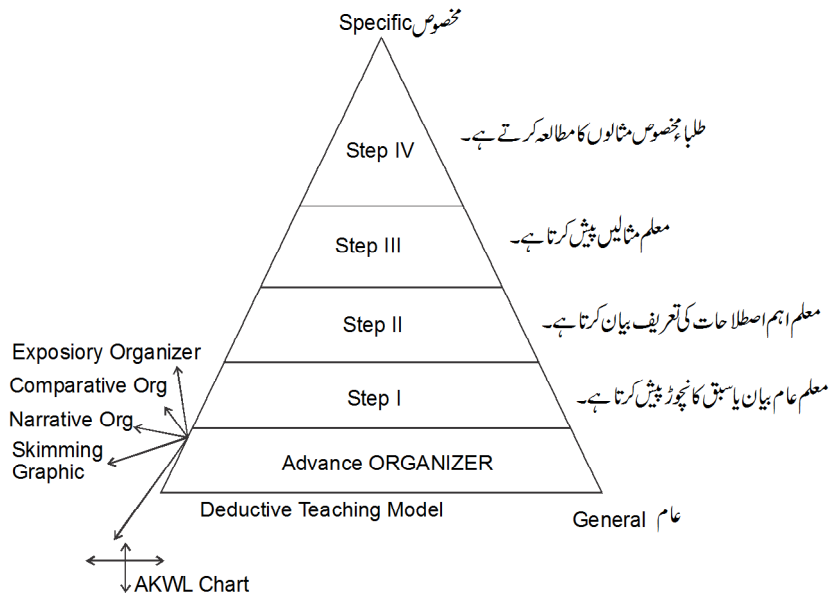 Specific مخصوص
Step IV
طلباء مخصوص مثالوں کا مطالعہ کرتے ہے۔
Step III
معلم مثالیں پیش کرتا ہے۔
Step II
معلم اہم اصطلاحات کی تعریف بیان کرتا ہے۔
Step I
معلم عام بیان یا سبق کا نچوڑ پیش کرتا ہے۔
Exposiory Organizer
Comparative Org
Narrative Org
Skimming
Graphic
Advance ORGANIZER
Deductive Teaching Model
General عام
AKWL Chart